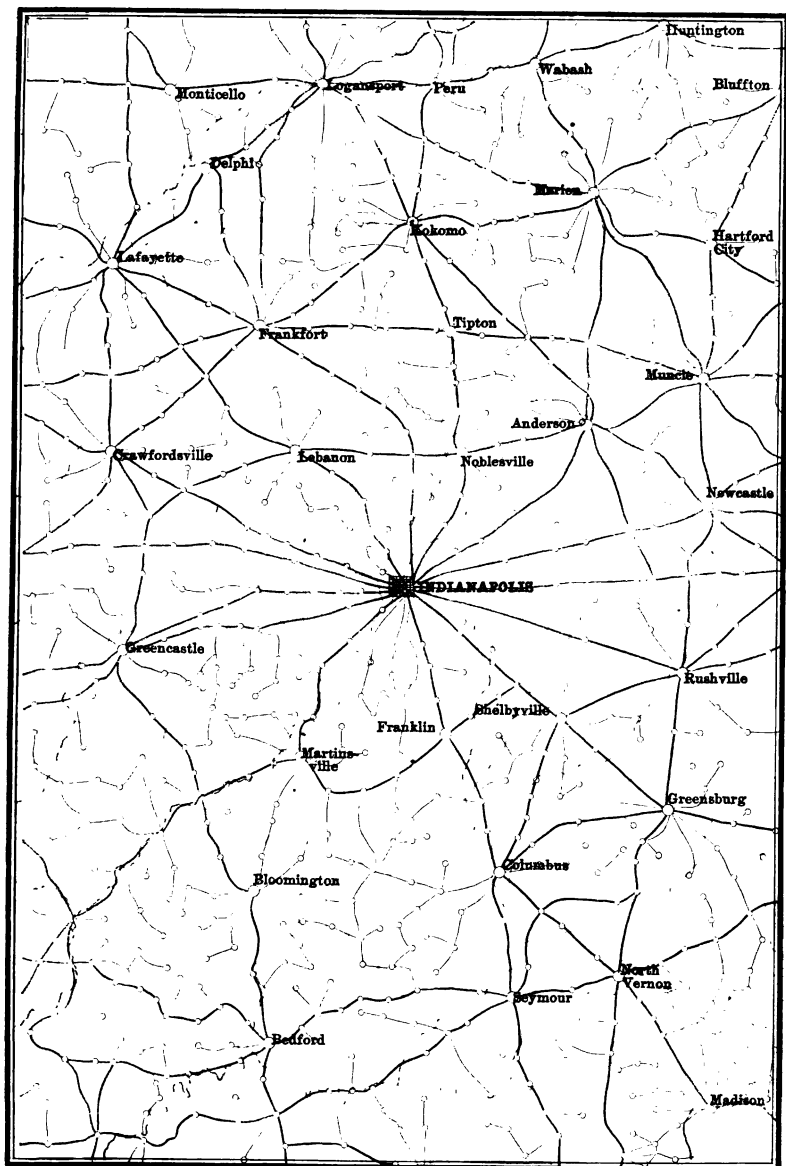 Huntington
Wabash
Monticello
Logansport
Peru
Bluffton
Delphi
Marion
Kokomo
Hartford
City
Lafayette
Frankfort
Tipton
Muncie
Anderson
Crawfordsville
Lebanon
Noblesville
Newcastle
INDIANAPOLIS
Greencastle
Rushville
Shelbyville
Franklin
Martins-
ville
Greensburg
Columbus
Bloomington
North
Vernon
Seymour
Bedford
Madison